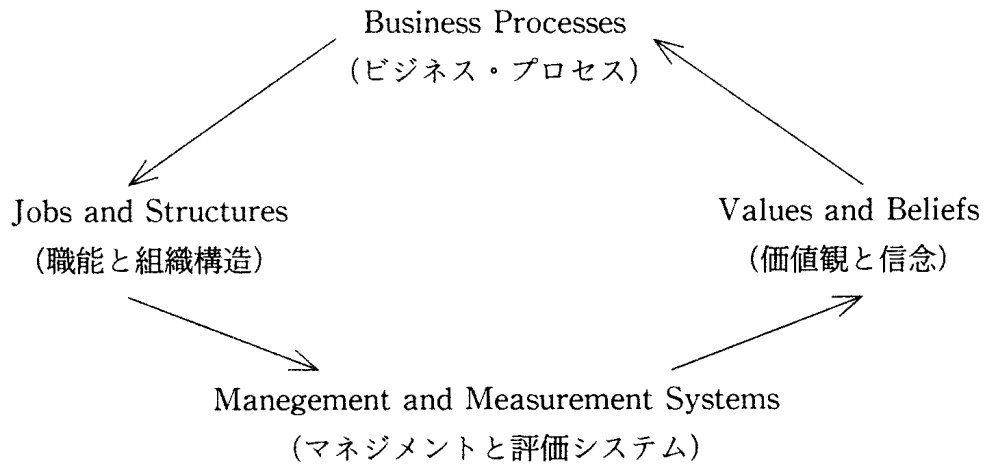 Business Processes
(ビジネス・プロセス)
Jobs and Structures
(職能と組織構造)
Values and Beliefs
(価値観と信念)
Manegement and Measurement Systems
(マネジメントと評価システム)